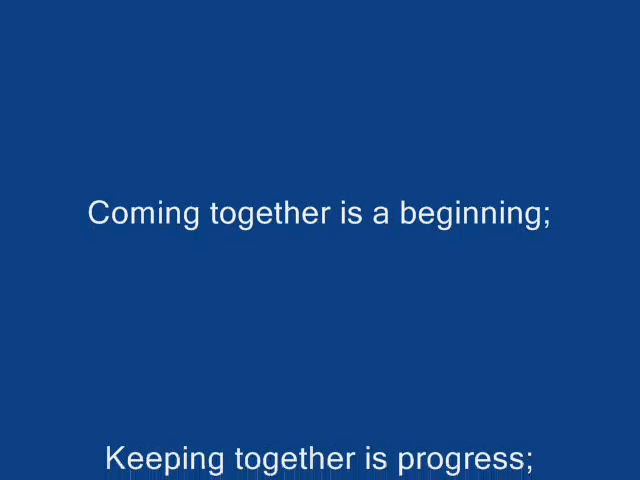 Coming together is a beginning;
Keeping together is progress;